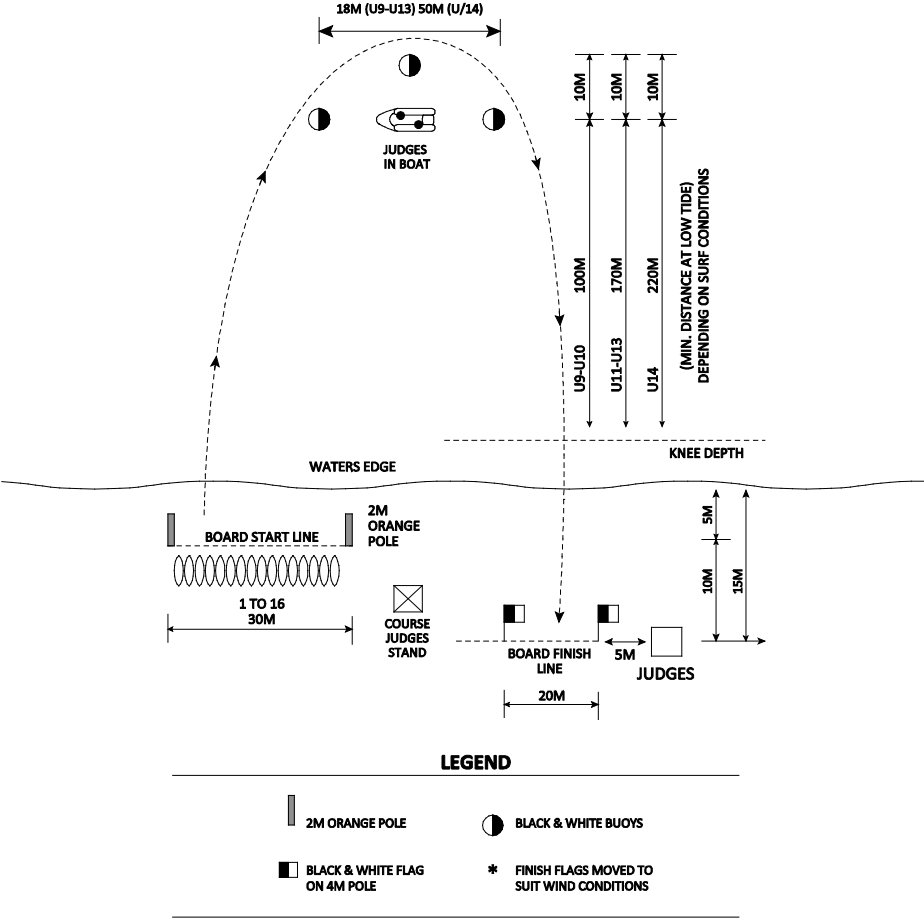 18M (U9-U13) 50M (U/14)
10M
10M
10M
JUDGES
IN BOAT
100M
170M
220M
U9-U10
U11-U13
U14
(MIN. DISTANCE AT LOW TIDE)
DEPENDING ON SURF CONDITIONS
KNEE DEPTH
WATERS EDGE
2M
ORANGE
POLE
BOARD START LINE
5M
10M
15M
1 TO 16
30M
COURSE
JUDGES
STAND
BOARD FINISH
LINE
5M
JUDGES
20M
LEGEND
2M ORANGE POLE
BLACK & WHITE BUOYS
BLACK & WHITE FLAG
ON 4M POLE
* FINISH FLAGS MOVED TO
SUIT WIND CONDITIONS